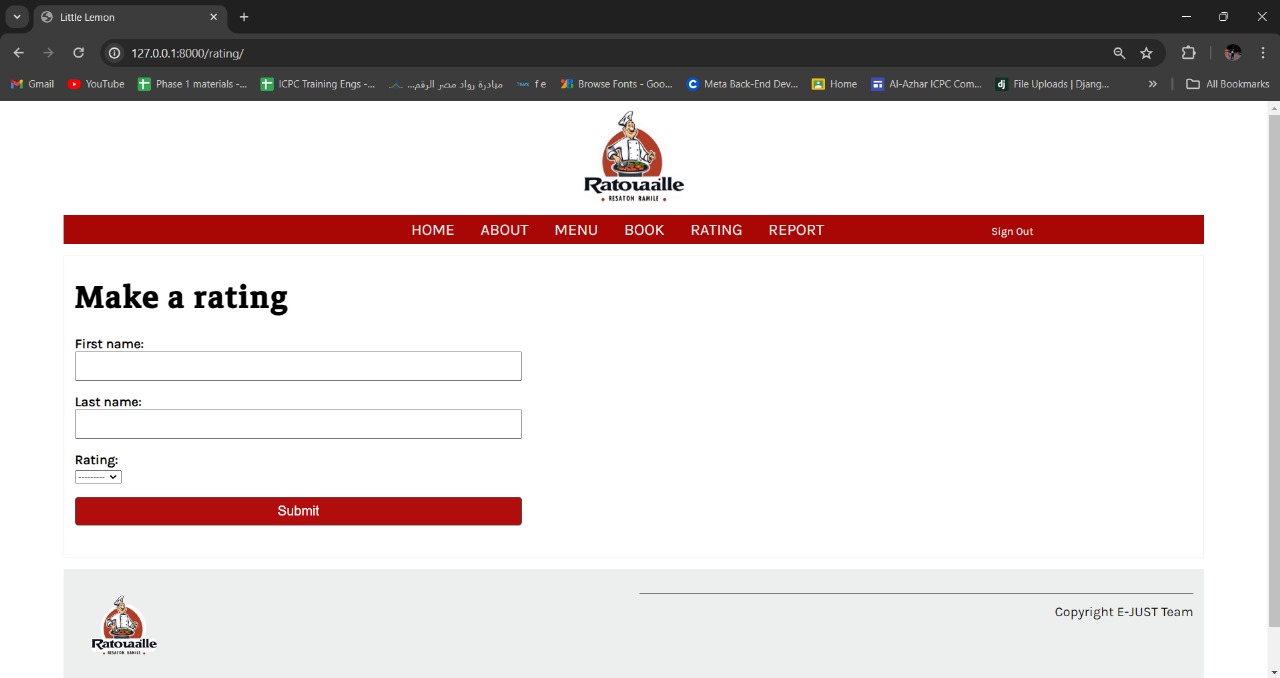 Little Lemon
127.0.0.1:8000/rating/
Gmail YouTube Phase 1 materials -... ICPC Training Engs -... مبادرة رواد مصر الرقم... f e Browse Fonts - Goo... Meta Back-End Dev... Home Al-Azhar ICPC Com... File Uploads | Djang... » All Bookmarks
Ratouaille
• RESATON RAMILE •
HOME ABOUT MENU BOOK RATING REPORT Sign Out
Make a rating
First name:
Last name:
Rating:
---------
Submit
Copyright E-JUST Team
Ratouaille
• RESATON RAMILE •